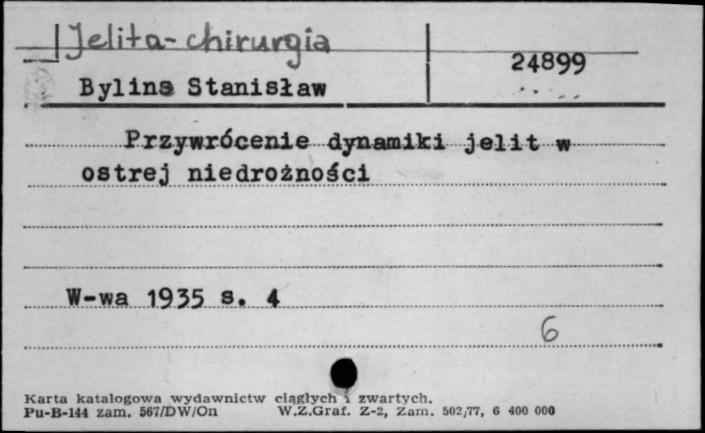 Jelita-chirurgia
24899
Bylina Stanisław
Przywrócenie dynamiki jelit w
ostrej niedrożności
W-wa 1935 s. 4
6
Karta katalogowa wydawnictw ciągłych i zwartych.
Pu-B-144 zam. 567/DW/On W.Z.Graf. Z-2, Zam. 502/77, 6 400 000